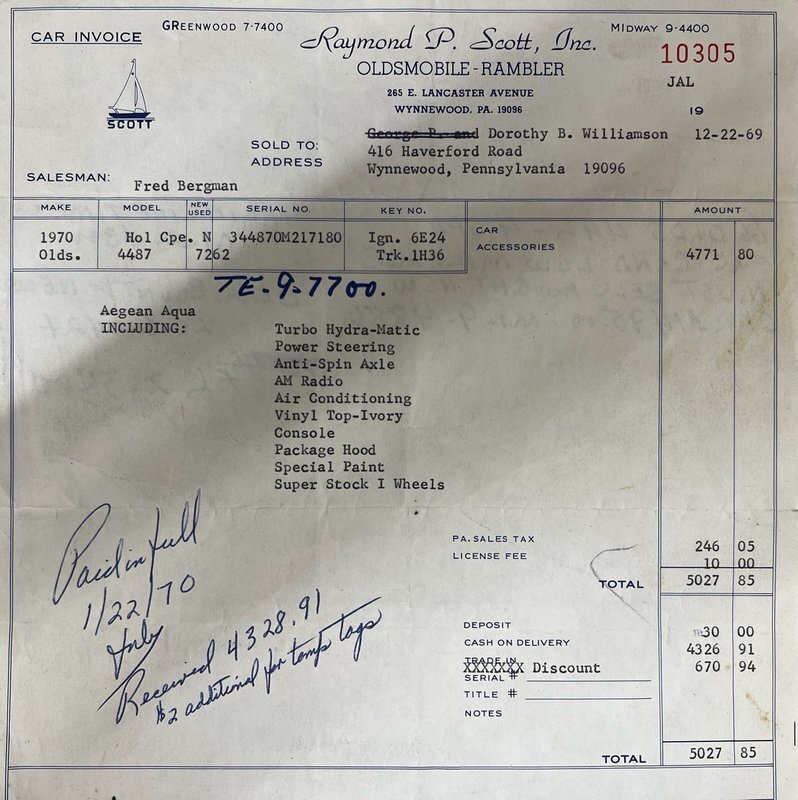 CAR INVOICE
GREENWOOD 7-7400
Raymond P. Scott, Inc.
MIDWAY 9-4400
10305
OLDSMOBILE-RAMBLER
JAL
265 E. LANCASTER AVENUE
WYNNEWOOD, PA. 19096
19
SCOTT
SOLD TO: George P. and Dorothy B. Williamson 12-22-69
ADDRESS 416 Haverford Road
Wynnewood, Pennsylvania 19096
SALESMAN: Fred Bergman
MAKE MODEL NEW USED SERIAL NO. KEY NO. AMOUNT
1970 Hol Cpe. N 344870M217180 Ign. 6E24 CAR
Olds. 4487 7262 Trk.1H36 ACCESSORIES 4771 80
TE-9-7700.
Aegean Aqua
INCLUDING: Turbo Hydra-Matic
Power Steering
Anti-Spin Axle
AM Radio
Air Conditioning
Vinyl Top-Ivory
Console
Package Hood
Special Paint
Super Stock I Wheels
PA. SALES TAX 246 05
LICENSE FEE 10 00
TOTAL 5027 85
Paid in full
1/22/70
Received 4328.91
$2 additional for temp tags
DEPOSIT 30 00
CASH ON DELIVERY 4326 91
TRADE IN XXXXXXX Discount 670 94
SERIAL #
TITLE #
NOTES
TOTAL 5027 85